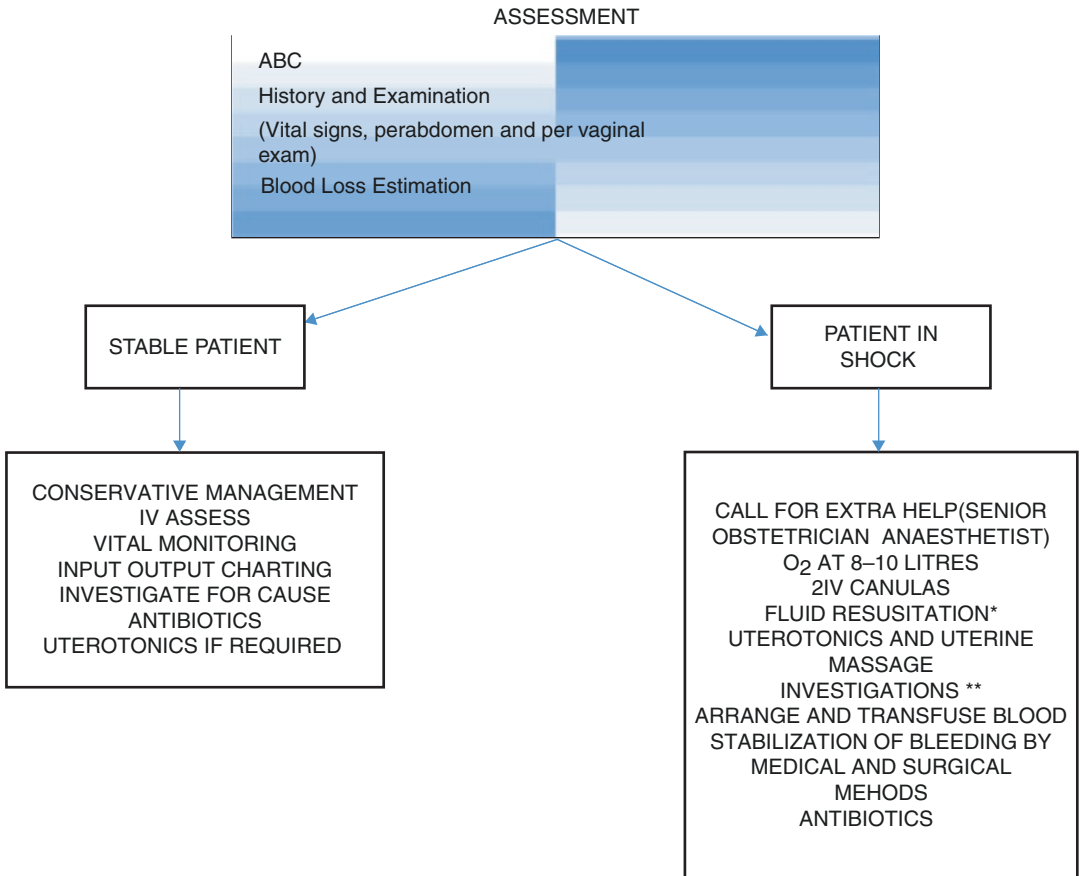 ASSESSMENT
ABC
History and Examination
(Vital signs, perabdomen and per vaginal
exam)
Blood Loss Estimation
STABLE PATIENT
PATIENT IN
SHOCK
CONSERVATIVE MANAGEMENT
IV ASSESS
VITAL MONITORING
INPUT OUTPUT CHARTING
INVESTIGATE FOR CAUSE
ANTIBIOTICS
UTEROTONICS IF REQUIRED
CALL FOR EXTRA HELP(SENIOR
OBSTETRICIAN ANAESTHETIST)
O2 AT 8–10 LITRES
2IV CANULAS
FLUID RESUSITATION*
UTEROTONICS AND UTERINE
MASSAGE
INVESTIGATIONS **
ARRANGE AND TRANSFUSE BLOOD
STABILIZATION OF BLEEDING BY
MEDICAL AND SURGICAL
MEHODS
ANTIBIOTICS